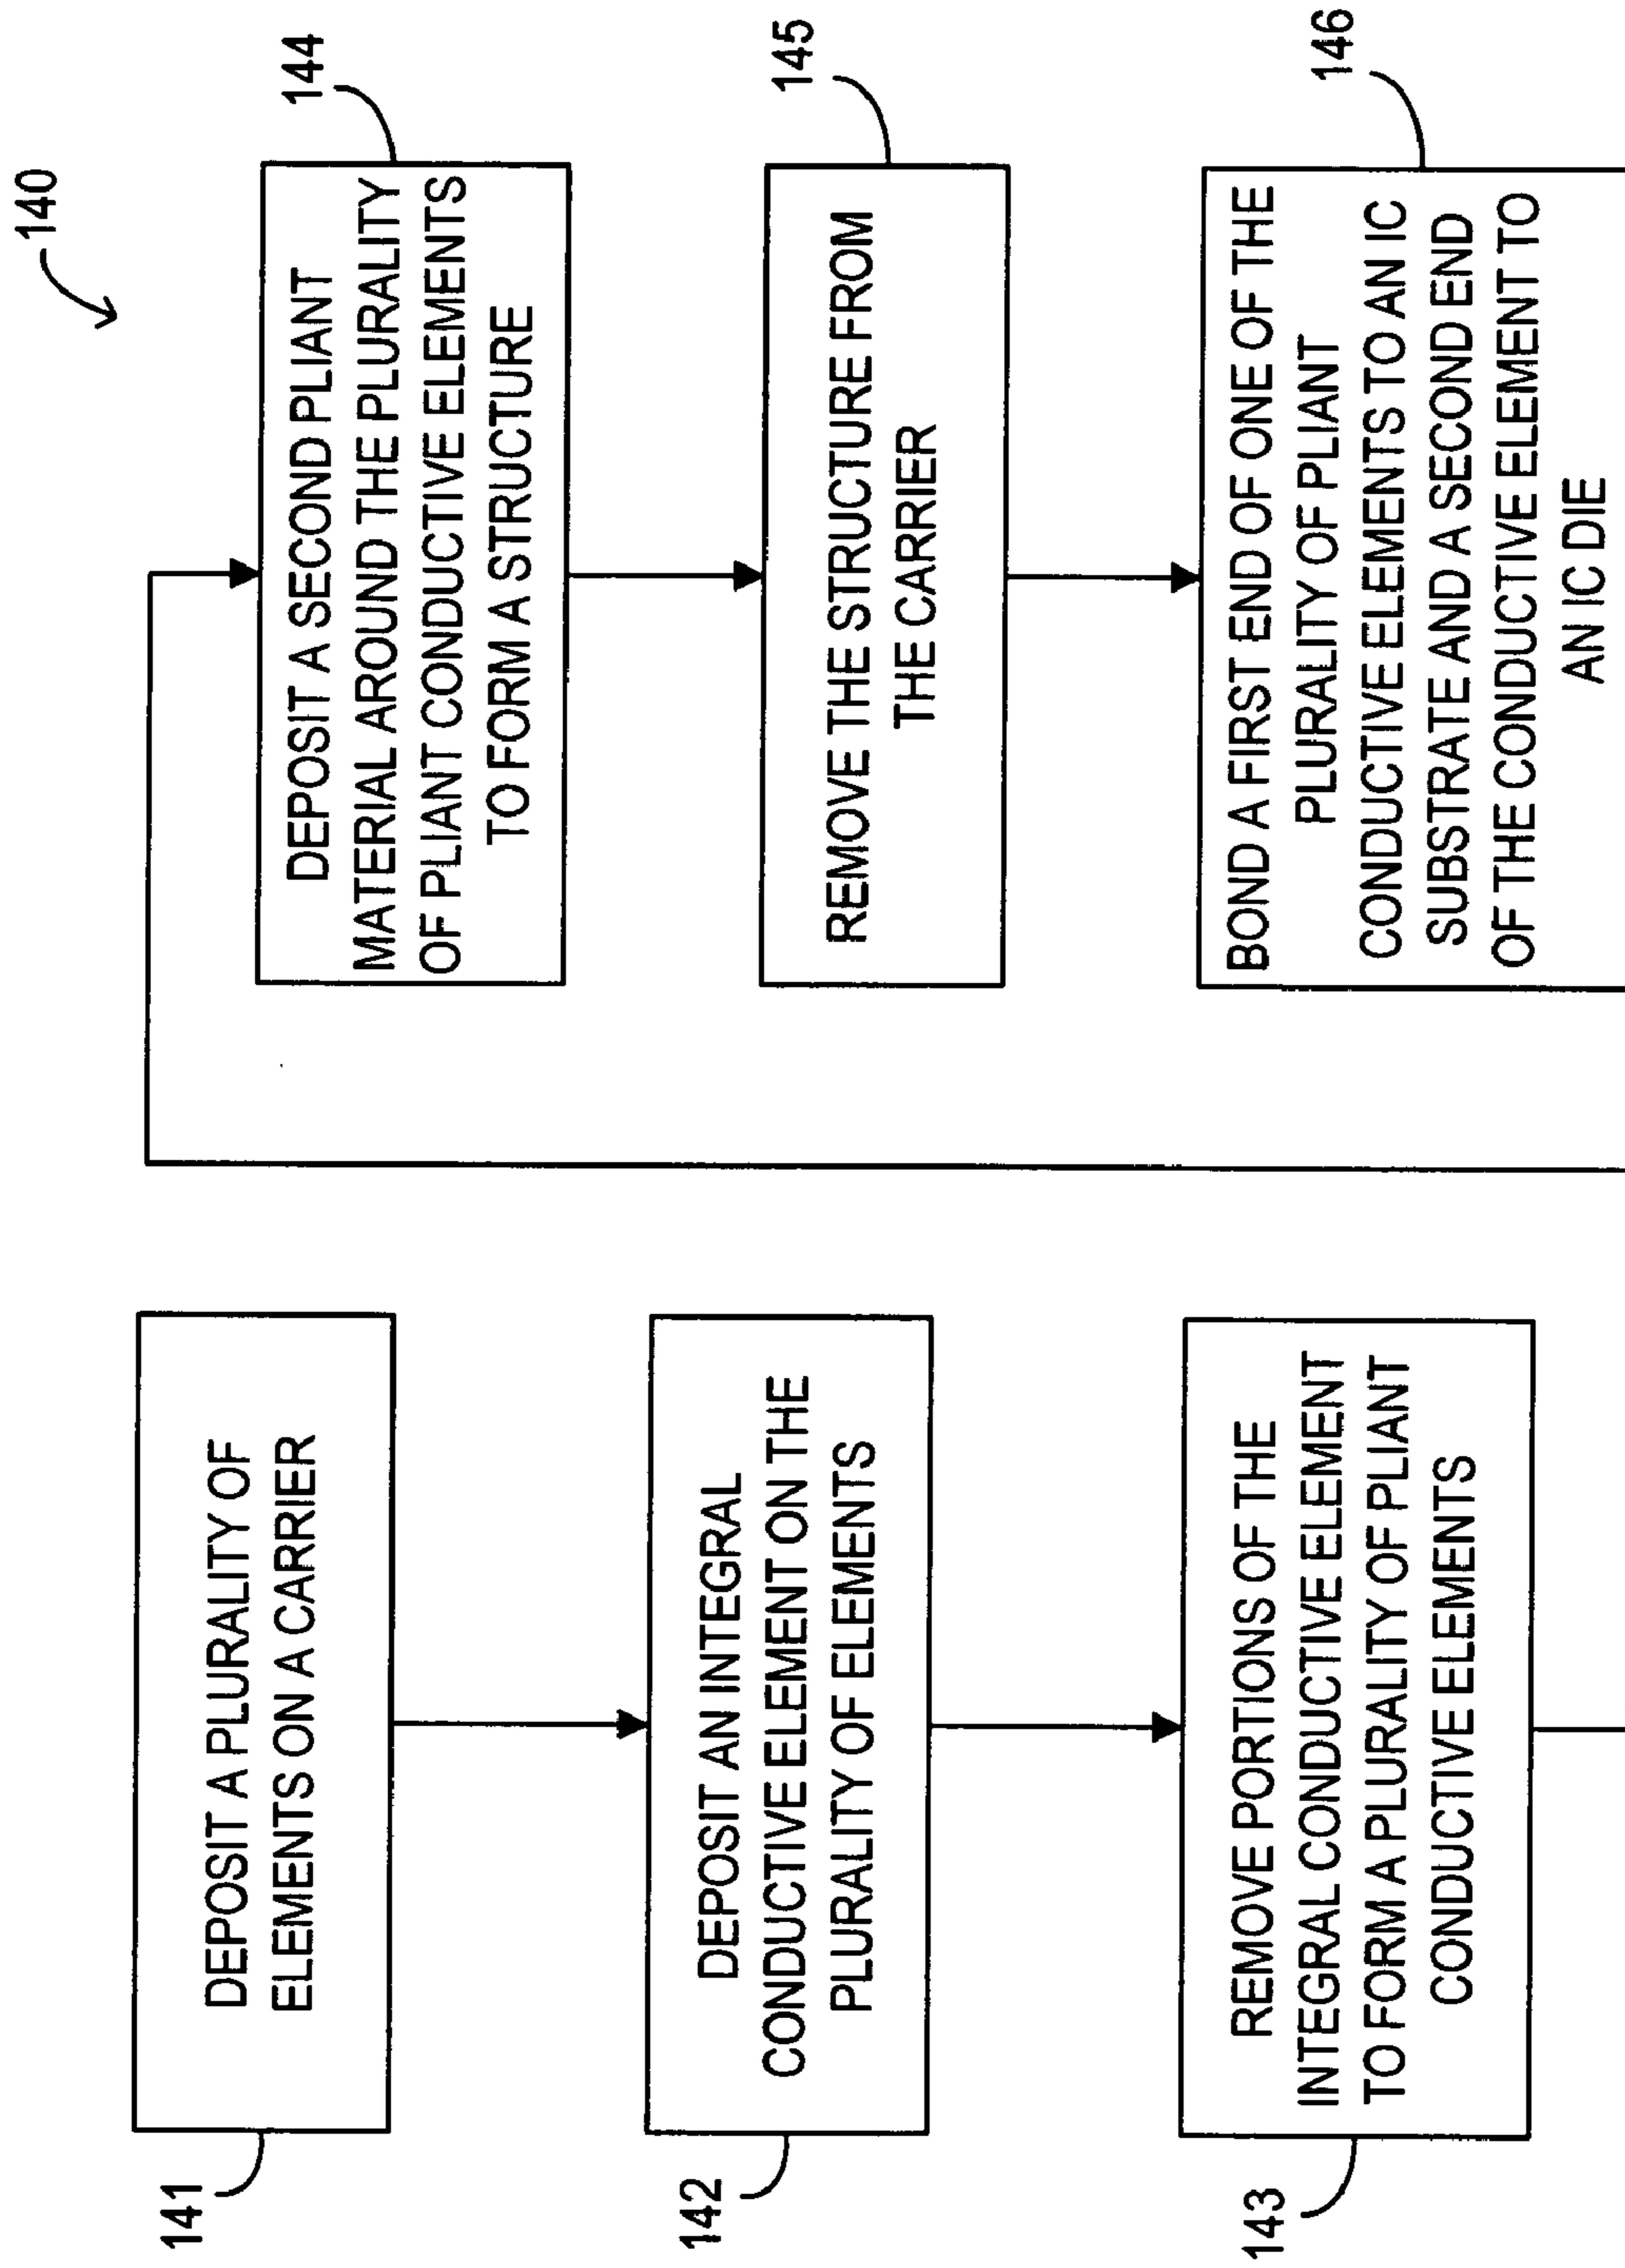 140
141
DEPOSIT A PLURALITY OF
ELEMENTS ON A CARRIER
142
DEPOSIT AN INTEGRAL
CONDUCTIVE ELEMENT ON THE
PLURALITY OF ELEMENTS
143
REMOVE PORTIONS OF THE
INTEGRAL CONDUCTIVE ELEMENT
TO FORM A PLURALITY OF PLIANT
CONDUCTIVE ELEMENTS
144
DEPOSIT A SECOND PLIANT
MATERIAL AROUND THE PLURALITY
OF PLIANT CONDUCTIVE ELEMENTS
TO FORM A STRUCTURE
145
REMOVE THE STRUCTURE FROM
THE CARRIER
146
BOND A FIRST END OF ONE OF THE
PLURALITY OF PLIANT
CONDUCTIVE ELEMENTS TO AN IC
SUBSTRATE AND A SECOND END
OF THE CONDUCTIVE ELEMENT TO
AN IC DIE